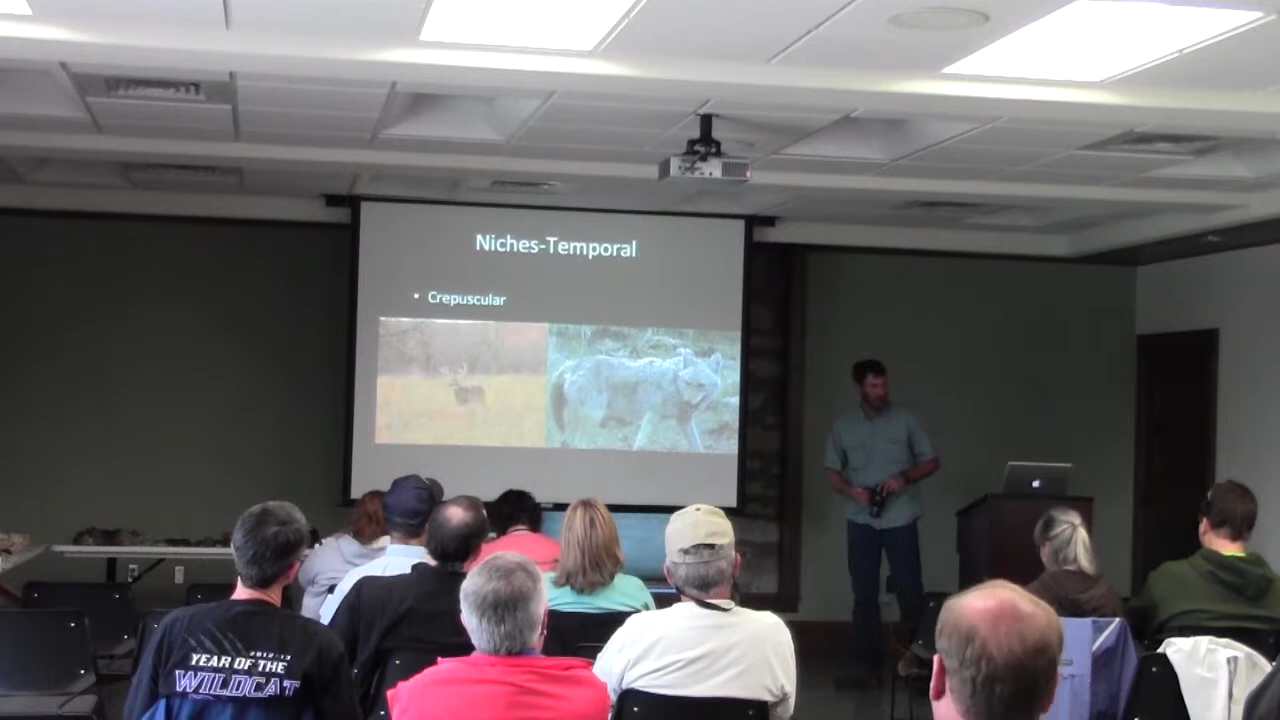 Niches-Temporal
• Crepuscular
2012-13
YEAR OF THE
WILDCAT